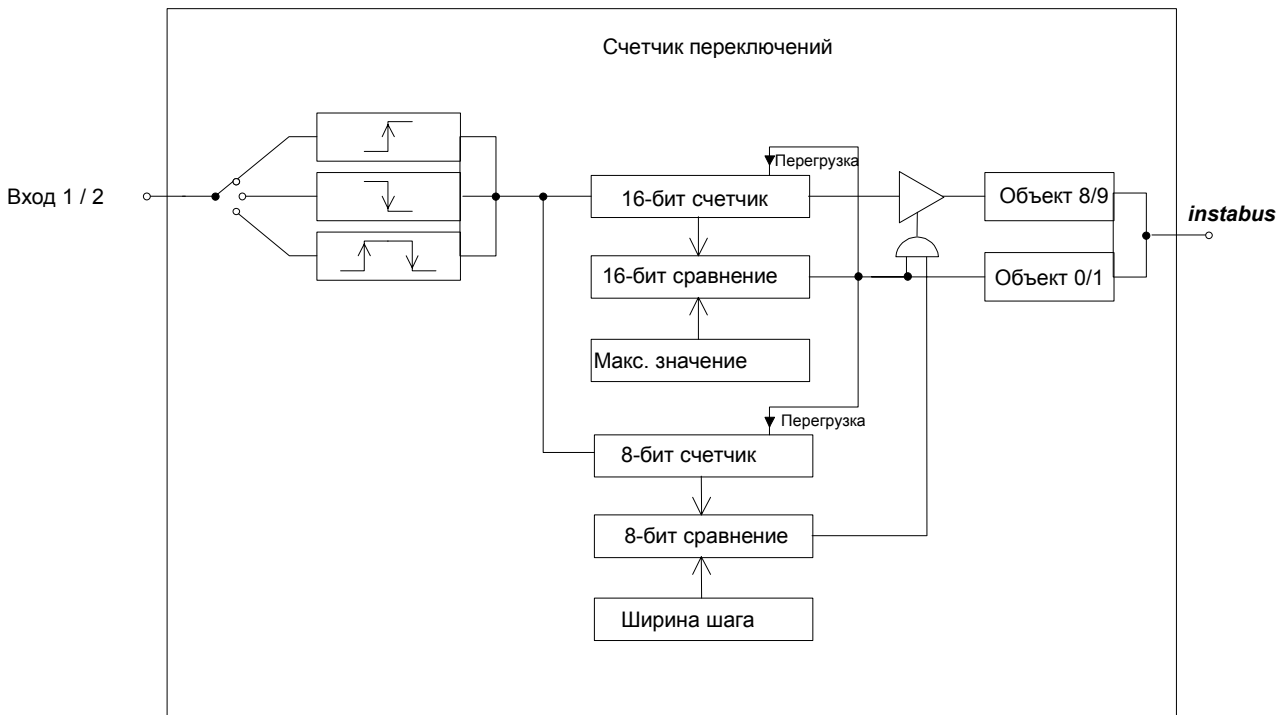 Счетчик переключений
Перегрузка
Вход 1 / 2
16-бит счетчик
Объект 8/9
instabus
16-бит сравнение
Объект 0/1
Макс. значение
Перегрузка
8-бит счетчик
8-бит сравнение
Ширина шага